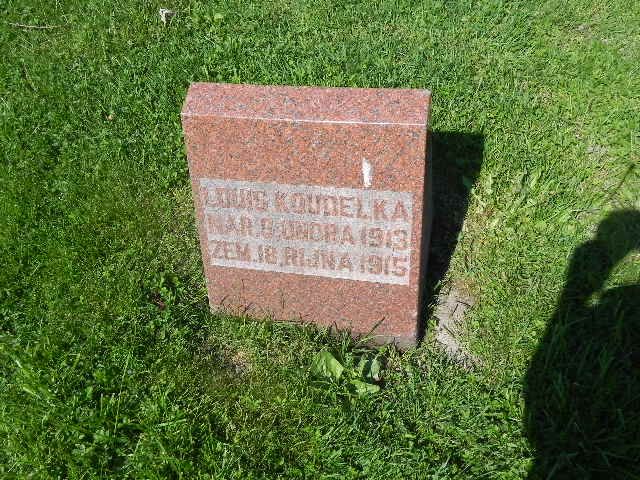 LOUIS KOUDELKA
NAR. 9. UNORA 1913
ZEM. 18. RIJNA 1915